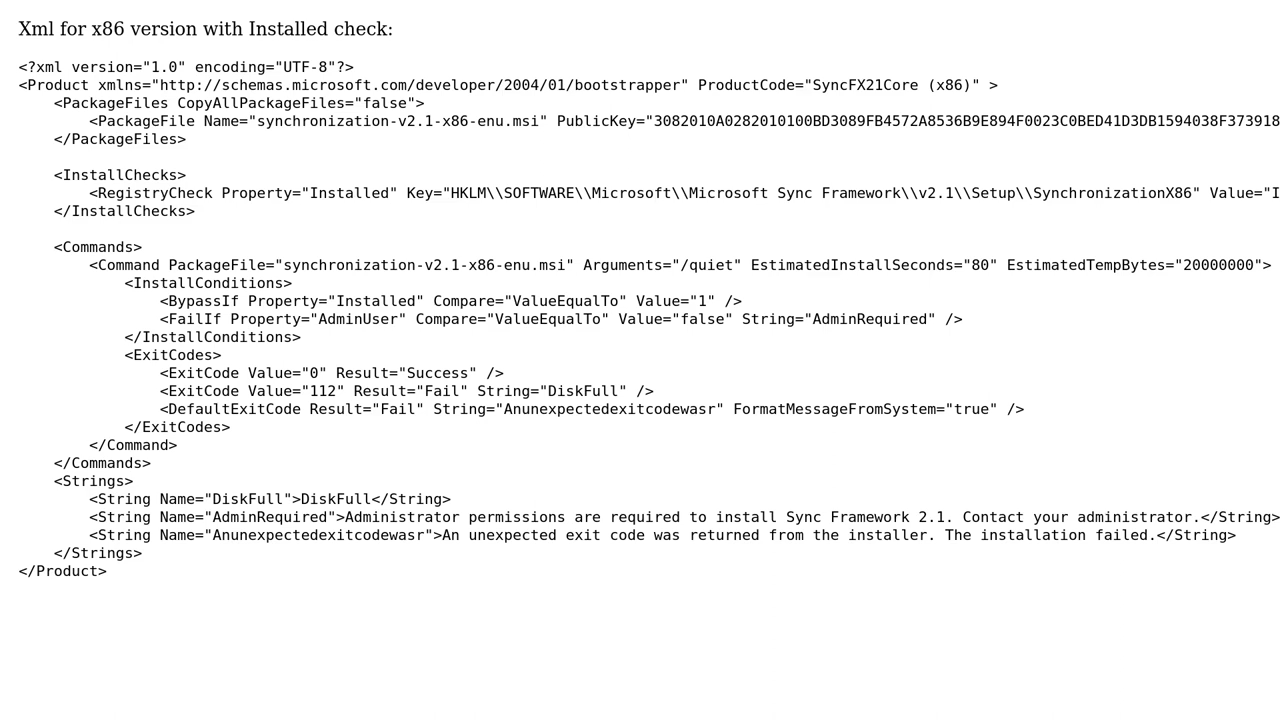 Xml for x86 version with Installed check:
<?xml version="1.0" encoding="UTF-8"?>
<Product xmlns="http://schemas.microsoft.com/developer/2004/01/bootstrapper" ProductCode="SyncFX21Core (x86)" >
    <PackageFiles CopyAllPackageFiles="false">
        <PackageFile Name="synchronization-v2.1-x86-enu.msi" PublicKey="3082010A0282010100BD3089FB4572A8536B9E894F0023C0BED41D3DB1594038F373918
    </PackageFiles>

    <InstallChecks>
        <RegistryCheck Property="Installed" Key="HKLM\\SOFTWARE\\Microsoft\\Microsoft Sync Framework\\v2.1\\Setup\\SynchronizationX86" Value="I
    </InstallChecks>

    <Commands>
        <Command PackageFile="synchronization-v2.1-x86-enu.msi" Arguments="/quiet" EstimatedInstallSeconds="80" EstimatedTempBytes="20000000">
            <InstallConditions>
                <BypassIf Property="Installed" Compare="ValueEqualTo" Value="1" />
                <FailIf Property="AdminUser" Compare="ValueEqualTo" Value="false" String="AdminRequired" />
            </InstallConditions>
            <ExitCodes>
                <ExitCode Value="0" Result="Success" />
                <ExitCode Value="112" Result="Fail" String="DiskFull" />
                <DefaultExitCode Result="Fail" String="Anunexpectedexitcodewasr" FormatMessageFromSystem="true" />
            </ExitCodes>
        </Command>
    </Commands>
    <Strings>
        <String Name="DiskFull">DiskFull</String>
        <String Name="AdminRequired">Administrator permissions are required to install Sync Framework 2.1. Contact your administrator.</String>
        <String Name="Anunexpectedexitcodewasr">An unexpected exit code was returned from the installer. The installation failed.</String>
    </Strings>
</Product>